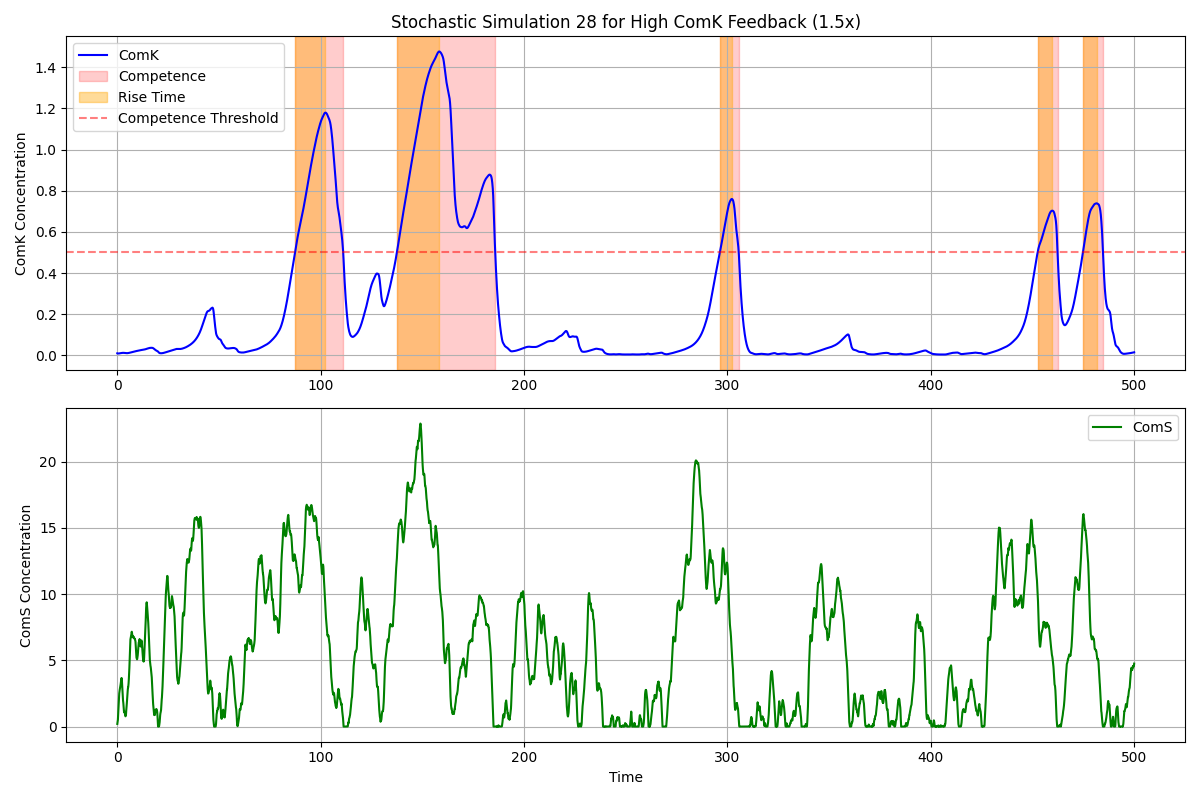 Stochastic Simulation 28 for High ComK Feedback (1.5x)
ComK
Competence
Rise Time
Competence Threshold
ComK Concentration
1.4
1.2
1.0
0.8
0.6
0.4
0.2
0.0
0 100 200 300 400 500
ComS
ComS Concentration
20
15
10
5
0
0 100 200 300 400 500
Time